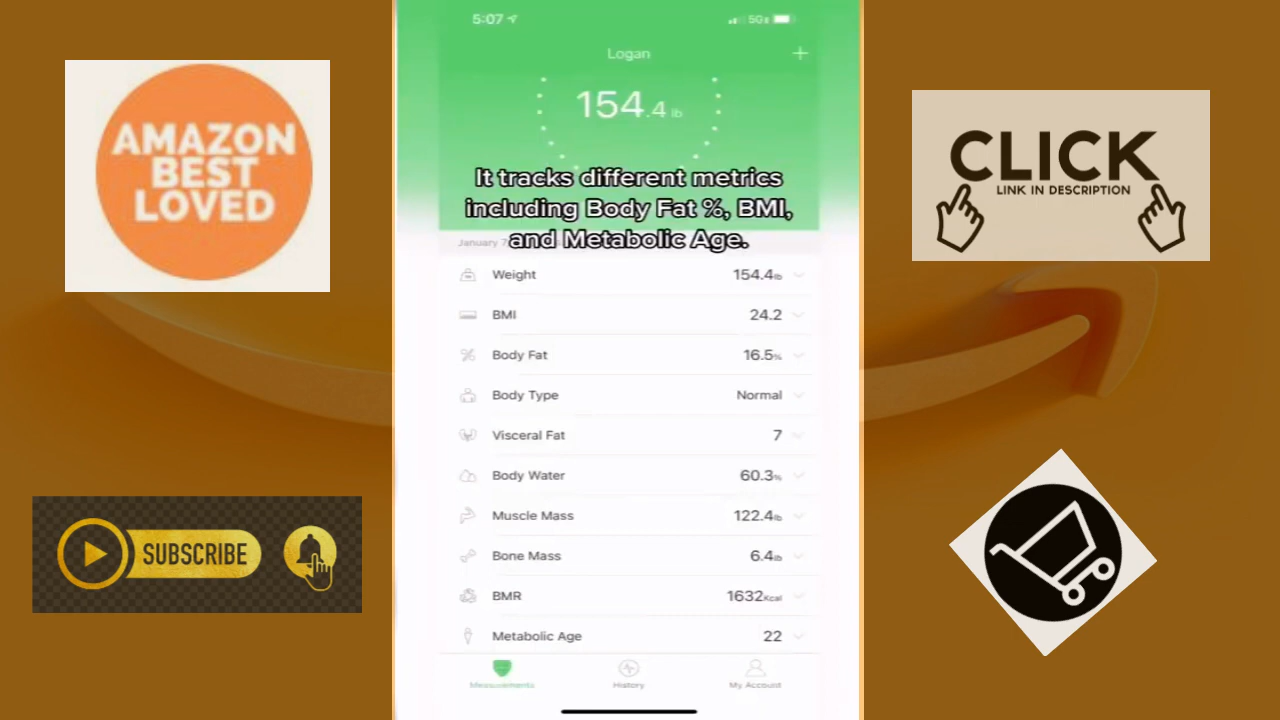 AMAZON
BEST
LOVED
SUBSCRIBE
5:07
5G
Logan
154.4 lb
It tracks different metrics
including Body Fat %, BMI,
and Metabolic Age.
January 7
Weight 154.4lb
BMI 24.2
Body Fat 16.5%
Body Type Normal
Visceral Fat 7
Body Water 60.3%
Muscle Mass 122.4lb
Bone Mass 6.4lb
BMR 1632Kcal
Metabolic Age 22
Measurements History My Account
CLICK
LINK IN DESCRIPTION